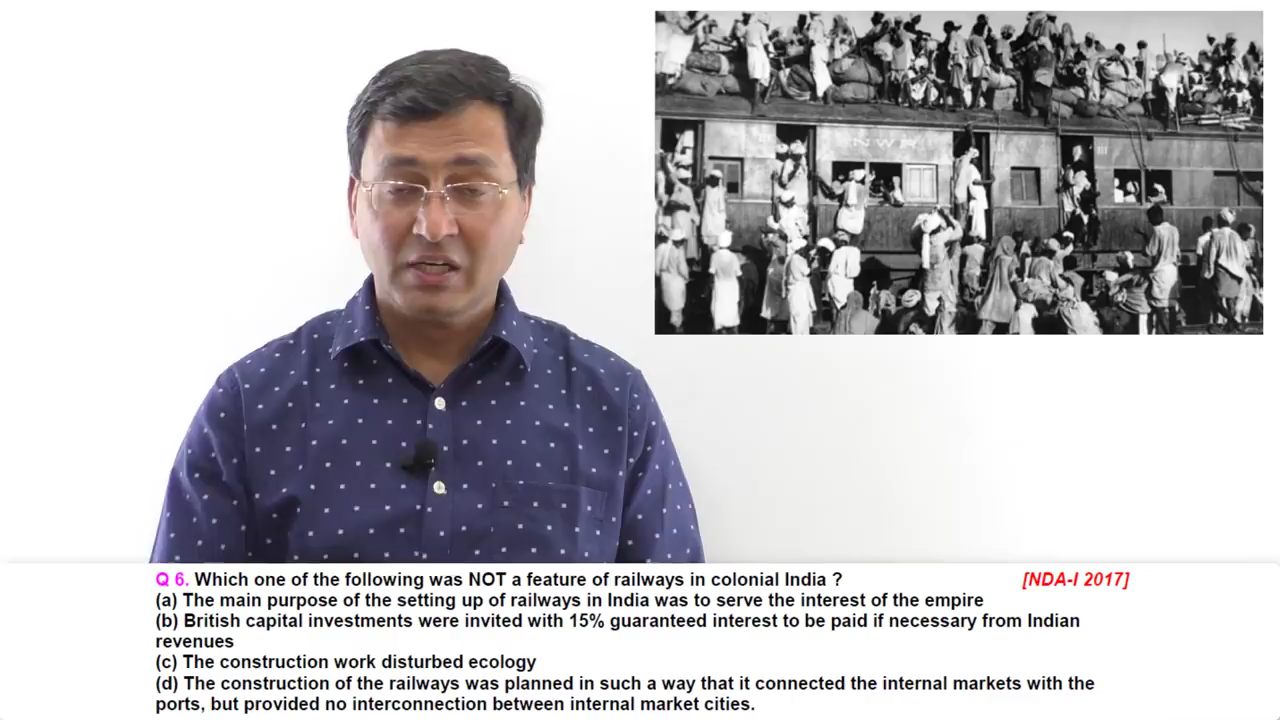 N W R
III
Q 6. Which one of the following was NOT a feature of railways in colonial India ? [NDA-I 2017]
(a) The main purpose of the setting up of railways in India was to serve the interest of the empire
(b) British capital investments were invited with 15% guaranteed interest to be paid if necessary from Indian
revenues
(c) The construction work disturbed ecology
(d) The construction of the railways was planned in such a way that it connected the internal markets with the
ports, but provided no interconnection between internal market cities.